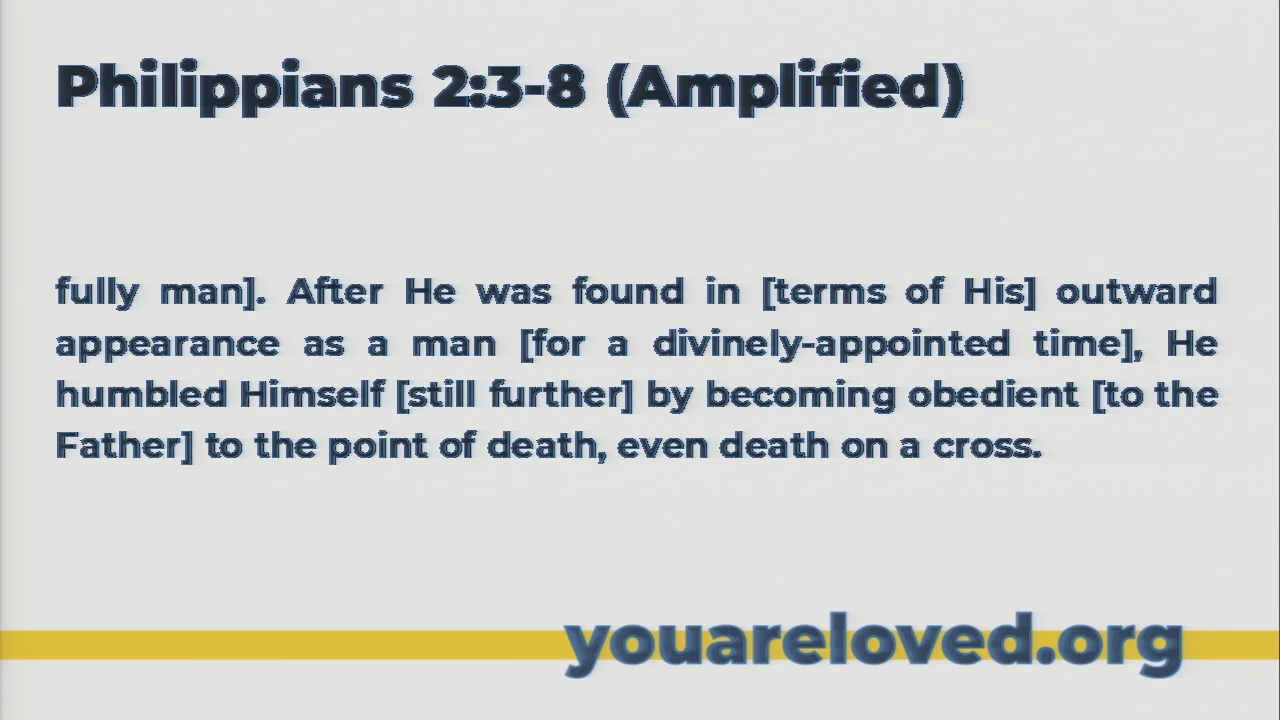 Philippians 2:3-8 (Amplified)
fully man]. After He was found in [terms of His] outward
appearance as a man [for a divinely-appointed time], He
humbled Himself [still further] by becoming obedient [to the
Father] to the point of death, even death on a cross.
youareloved.org